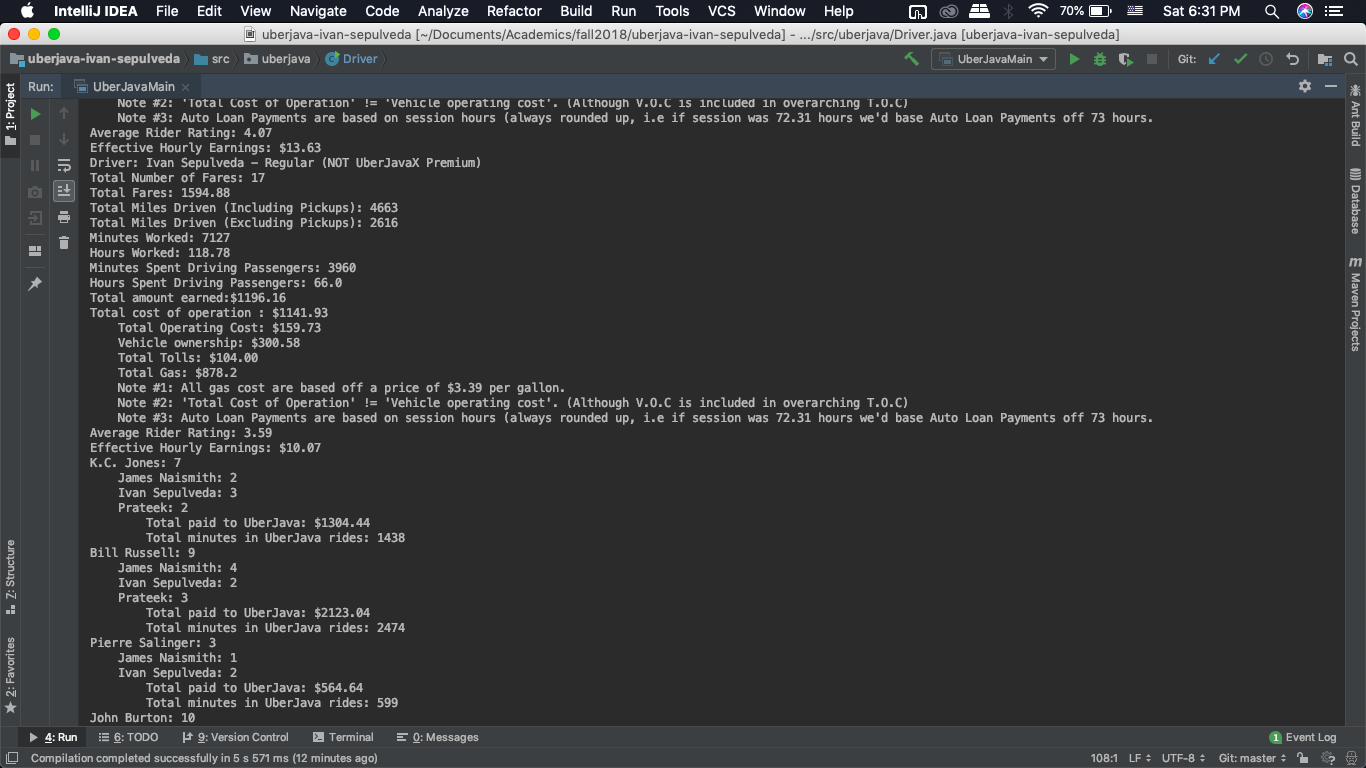 IntelliJ IDEA File Edit View Navigate Code Analyze Refactor Build Run Tools VCS Window Help 70% Sat 6:31 PM
uberjava-ivan-sepulveda [~/Documents/Academics/fall2018/uberjava-ivan-sepulveda] - .../src/uberjava/Driver.java [uberjava-ivan-sepulveda]
uberjava-ivan-sepulveda src uberjava Driver UberJavaMain Git:
Run: UberJavaMain
1: Project
Z: Structure
2: Favorites
Note #2: 'Total Cost of Operation' != 'Vehicle operating cost'. (Although V.O.C is included in overarching T.O.C)
Note #3: Auto Loan Payments are based on session hours (always rounded up, i.e if session was 72.31 hours we'd base Auto Loan Payments off 73 hours.
Average Rider Rating: 4.07
Effective Hourly Earnings: $13.63
Driver: Ivan Sepulveda – Regular (NOT UberJavaX Premium)
Total Number of Fares: 17
Total Fares: 1594.88
Total Miles Driven (Including Pickups): 4663
Total Miles Driven (Excluding Pickups): 2616
Minutes Worked: 7127
Hours Worked: 118.78
Minutes Spent Driving Passengers: 3960
Hours Spent Driving Passengers: 66.0
Total amount earned:$1196.16
Total cost of operation : $1141.93
Total Operating Cost: $159.73
Vehicle ownership: $300.58
Total Tolls: $104.00
Total Gas: $878.2
Note #1: All gas cost are based off a price of $3.39 per gallon.
Note #2: 'Total Cost of Operation' != 'Vehicle operating cost'. (Although V.O.C is included in overarching T.O.C)
Note #3: Auto Loan Payments are based on session hours (always rounded up, i.e if session was 72.31 hours we'd base Auto Loan Payments off 73 hours.
Average Rider Rating: 3.59
Effective Hourly Earnings: $10.07
K.C. Jones: 7
James Naismith: 2
Ivan Sepulveda: 3
Prateek: 2
Total paid to UberJava: $1304.44
Total minutes in UberJava rides: 1438
Bill Russell: 9
James Naismith: 4
Ivan Sepulveda: 2
Prateek: 3
Total paid to UberJava: $2123.04
Total minutes in UberJava rides: 2474
Pierre Salinger: 3
James Naismith: 1
Ivan Sepulveda: 2
Total paid to UberJava: $564.64
Total minutes in UberJava rides: 599
John Burton: 10
Ant Build
Database
m Maven Projects
4: Run 6: TODO 9: Version Control Terminal 0: Messages 1 Event Log
Compilation completed successfully in 5 s 571 ms (12 minutes ago) 108:1 LF UTF-8 Git: master